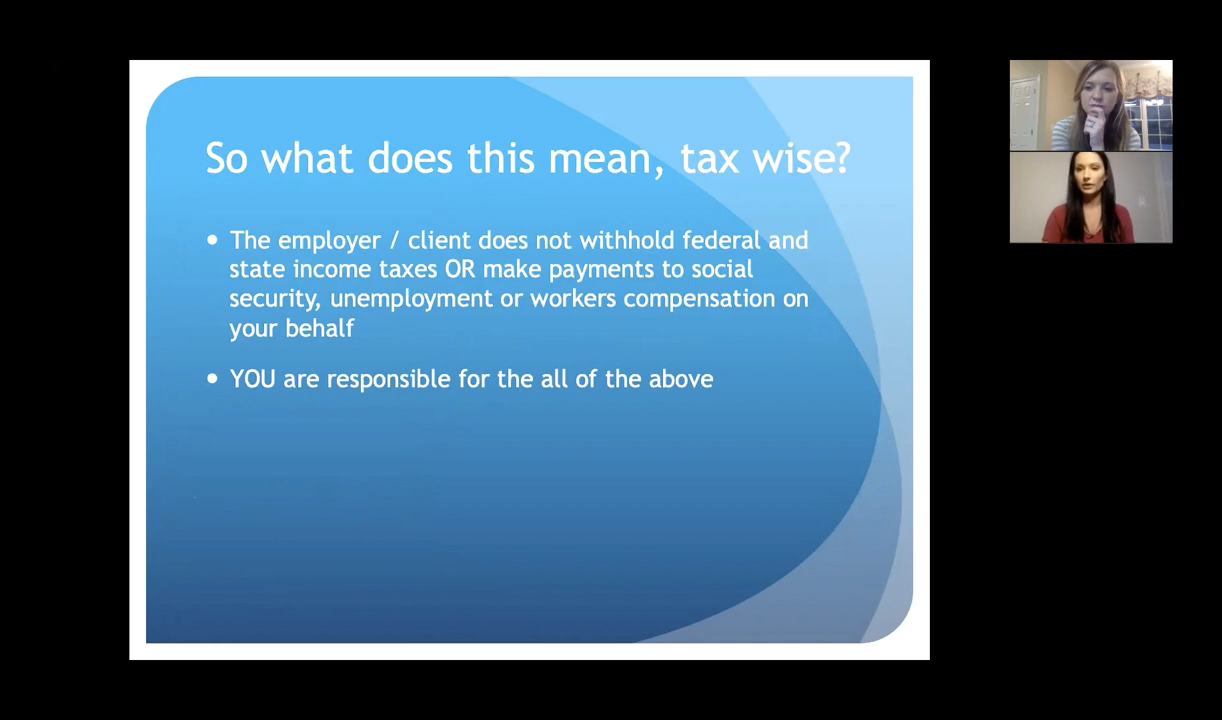 So what does this mean, tax wise?
• The employer / client does not withhold federal and
state income taxes OR make payments to social
security, unemployment or workers compensation on
your behalf
• YOU are responsible for the all of the above